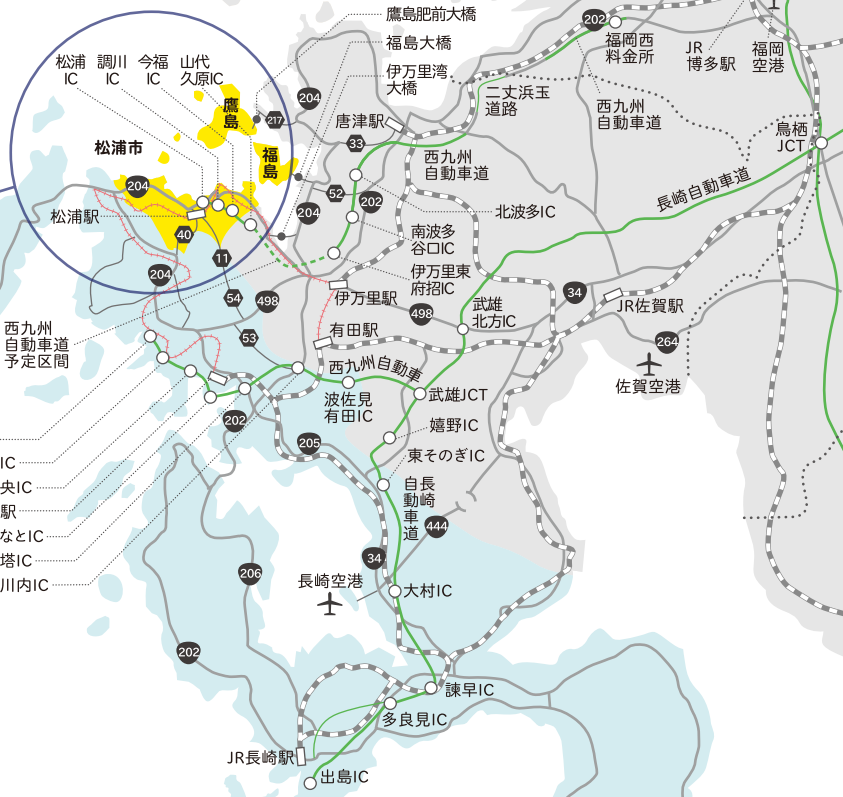 鷹島肥前大橋
福島大橋
伊万里湾
大橋
松浦
IC
調川
IC
今福
IC
山代
久原IC
鷹島
福島
松浦市
松浦駅
204
217
204
33
52
202
204
204
40
11
204
54
498
53
唐津駅
二丈浜玉
道路
202
福岡西
料金所
JR
博多駅
福岡
空港
西九州
自動車道
鳥栖
JCT
西九州
自動車道
長崎自動車道
北波多IC
南波多
谷口IC
伊万里東
府招IC
伊万里駅
498
武雄
北方IC
34
JR佐賀駅
264
佐賀空港
有田駅
西九州
自動車道
予定区間
西九州自動車
波佐見
有田IC
武雄JCT
嬉野IC
東そのぎIC
202
205
IC
央IC
駅
なとIC
塔IC
川内IC
長崎
自動車道
444
34
206
長崎空港
大村IC
202
諫早IC
多良見IC
JR長崎駅
出島IC